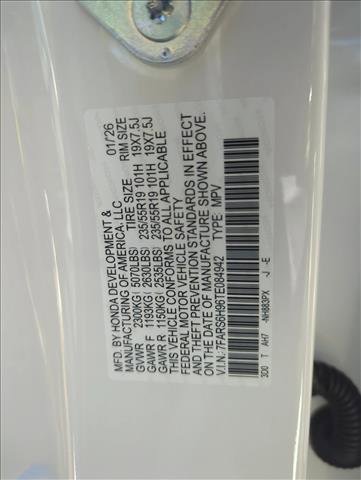 MFD. BY HONDA DEVELOPMENT & 01/26
MANUFACTURING OF AMERICA, LLC
TIRE SIZE RIM SIZE
GVWR 2300KG( 5070LBS) 235/55R19 101H 19X7.5J
GAWR F 1193KG( 2630LBS) 235/55R19 101H 19X7.5J
GAWR R 1150KG( 2535LBS) 235/55R19 101H 19X7.5J
THIS VEHICLE CONFORMS TO ALL APPLICABLE
FEDERAL MOTOR VEHICLE SAFETY
AND THEFT PREVENTION STANDARDS IN EFFECT
ON THE DATE OF MANUFACTURE SHOWN ABOVE.
V.I.N.: 7FARS6H96TE084942 TYPE: MPV
3D0 T AH7 -NH883PX -J -E